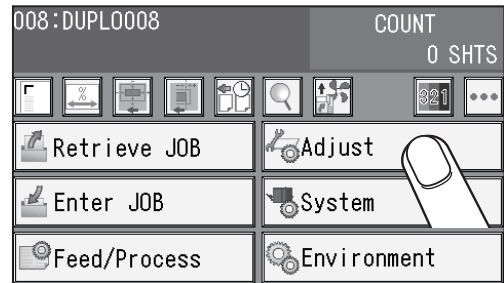 008:DUPLO008 COUNT
0 SHTS
% 321
Retrieve JOB Adjust
Enter JOB System
Feed/Process Environment